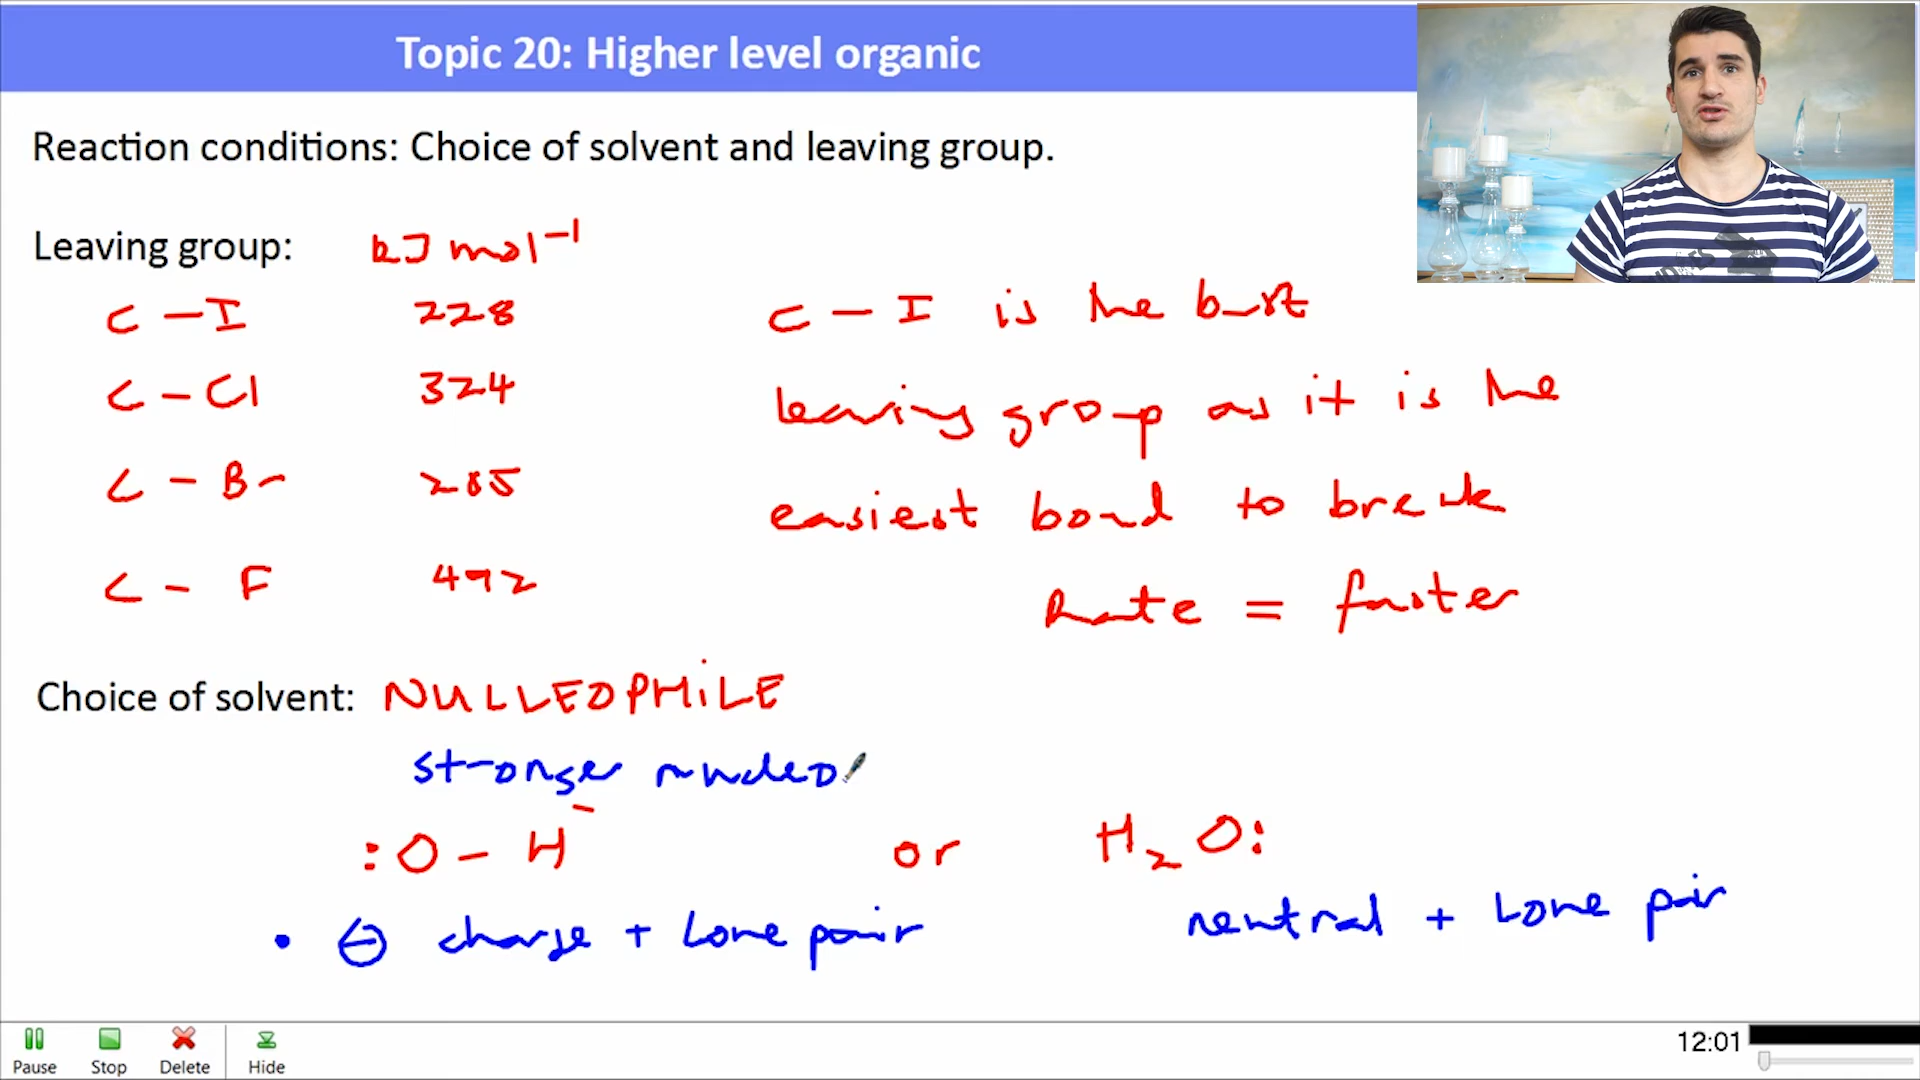 Topic 20: Higher level organic
Reaction conditions: Choice of solvent and leaving group.
Leaving group: kJ mol⁻¹
C - I 228
C - Cl 324
C - Br 285
C - F 492
C - I is the best
leaving group as it is the
easiest bond to break
Rate = faster
Choice of solvent: NUCLEOPHiLE
stronger nucleo
:O - H⁻ or H₂O:
• ⊖ charge + Lone pair neutral + Lone pair
Pause Stop Delete Hide
12:01